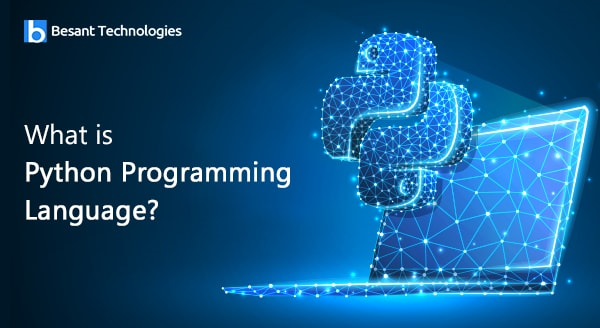 Besant Technologies
What is
Python Programming
Language?